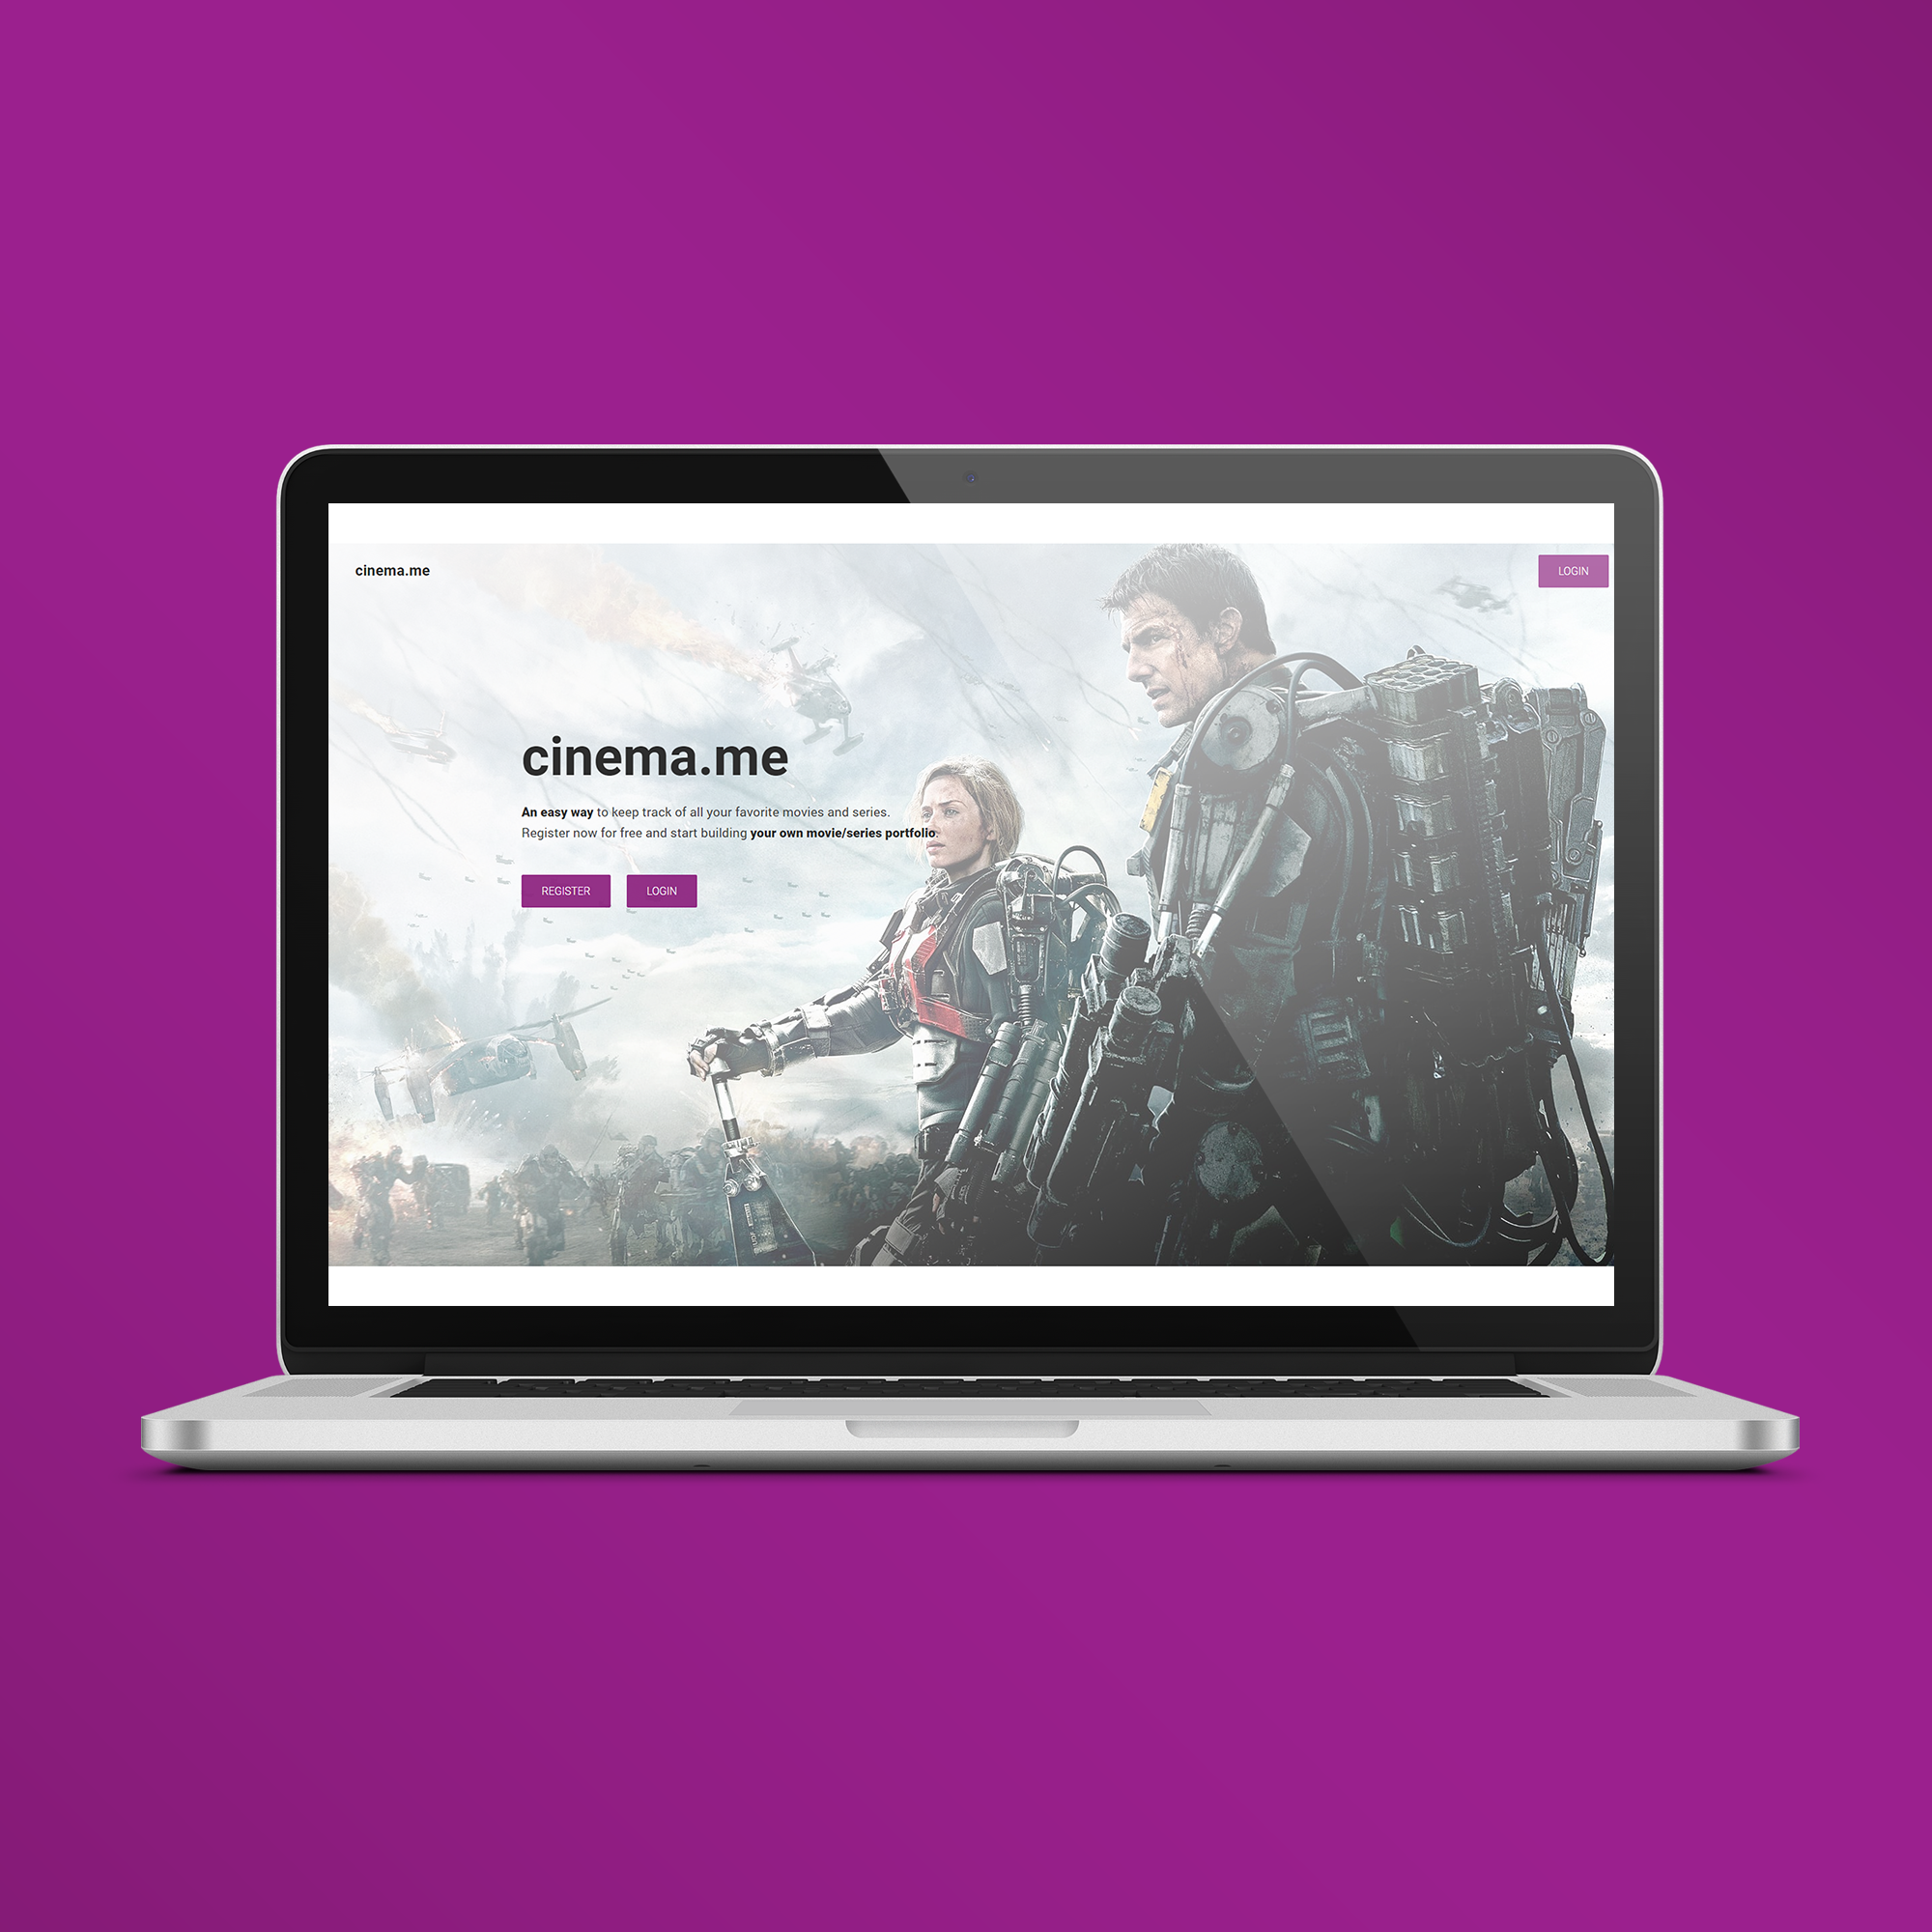 cinema.me
LOGIN
cinema.me
An easy way to keep track of all your favorite movies and series.
Register now for free and start building your own movie/series portfolio.
REGISTER
LOGIN